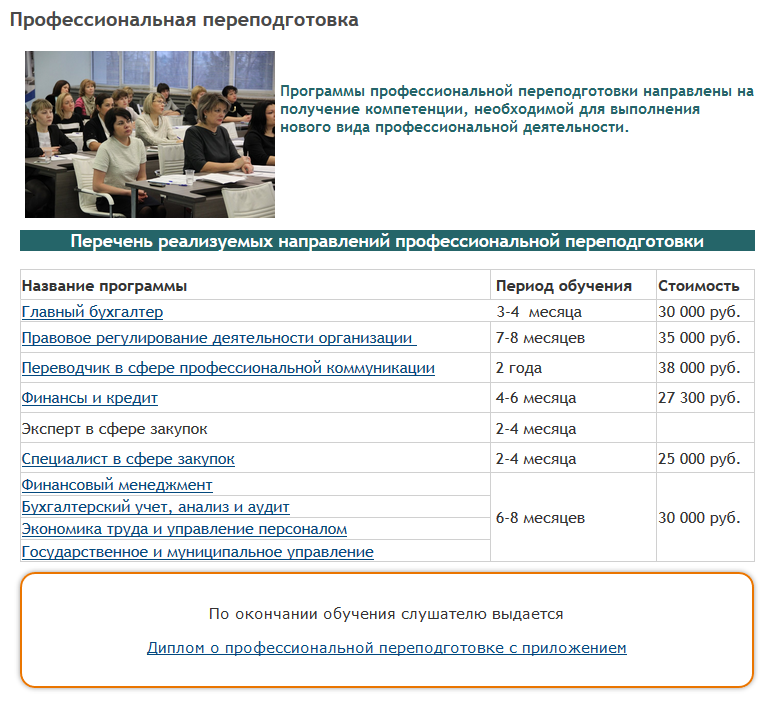 Профессиональная переподготовка
Программы профессиональной переподготовки направлены на
получение компетенции, необходимой для выполнения
нового вида профессиональной деятельности.
Перечень реализуемых направлений профессиональной переподготовки
Название программы Период обучения Стоимость
Главный бухгалтер 3-4 месяца 30 000 руб.
Правовое регулирование деятельности организации 7-8 месяцев 35 000 руб.
Переводчик в сфере профессиональной коммуникации 2 года 38 000 руб.
Финансы и кредит 4-6 месяца 27 300 руб.
Эксперт в сфере закупок 2-4 месяца
Специалист в сфере закупок 2-4 месяца 25 000 руб.
Финансовый менеджмент
Бухгалтерский учет, анализ и аудит
6-8 месяцев 30 000 руб.
Экономика труда и управление персоналом
Государственное и муниципальное управление
По окончании обучения слушателю выдается
Диплом о профессиональной переподготовке с приложением